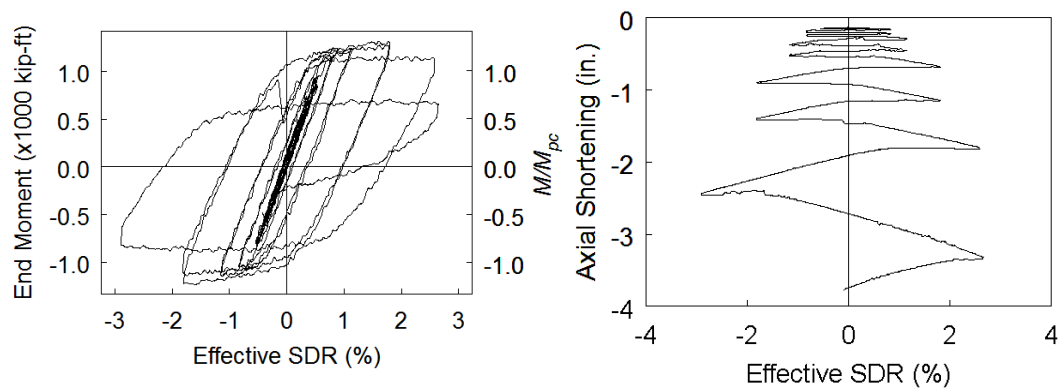 End Moment (x1000 kip-ft)
1.0
0.5
0.0
-0.5
-1.0
-3 -2 -1 0 1 2 3
Effective SDR (%)
1.0
0.5
0.0
-0.5
-1.0
M/Mpc
Axial Shortening (in.)
0
-1
-2
-3
-4
-4 -2 0 2 4
Effective SDR (%)